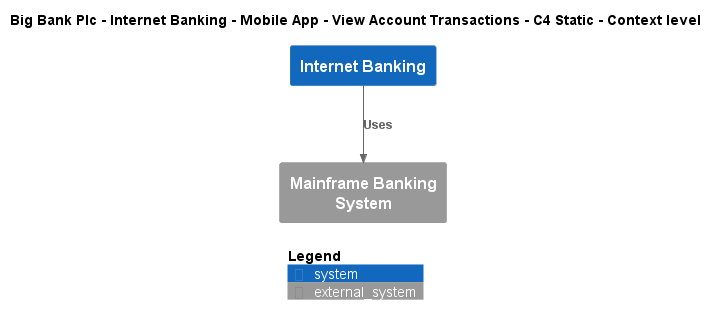 Big Bank Plc - Internet Banking - Mobile App - View Account Transactions - C4 Static - Context level
Internet Banking
Uses
Mainframe Banking
System
Legend
system
external_system